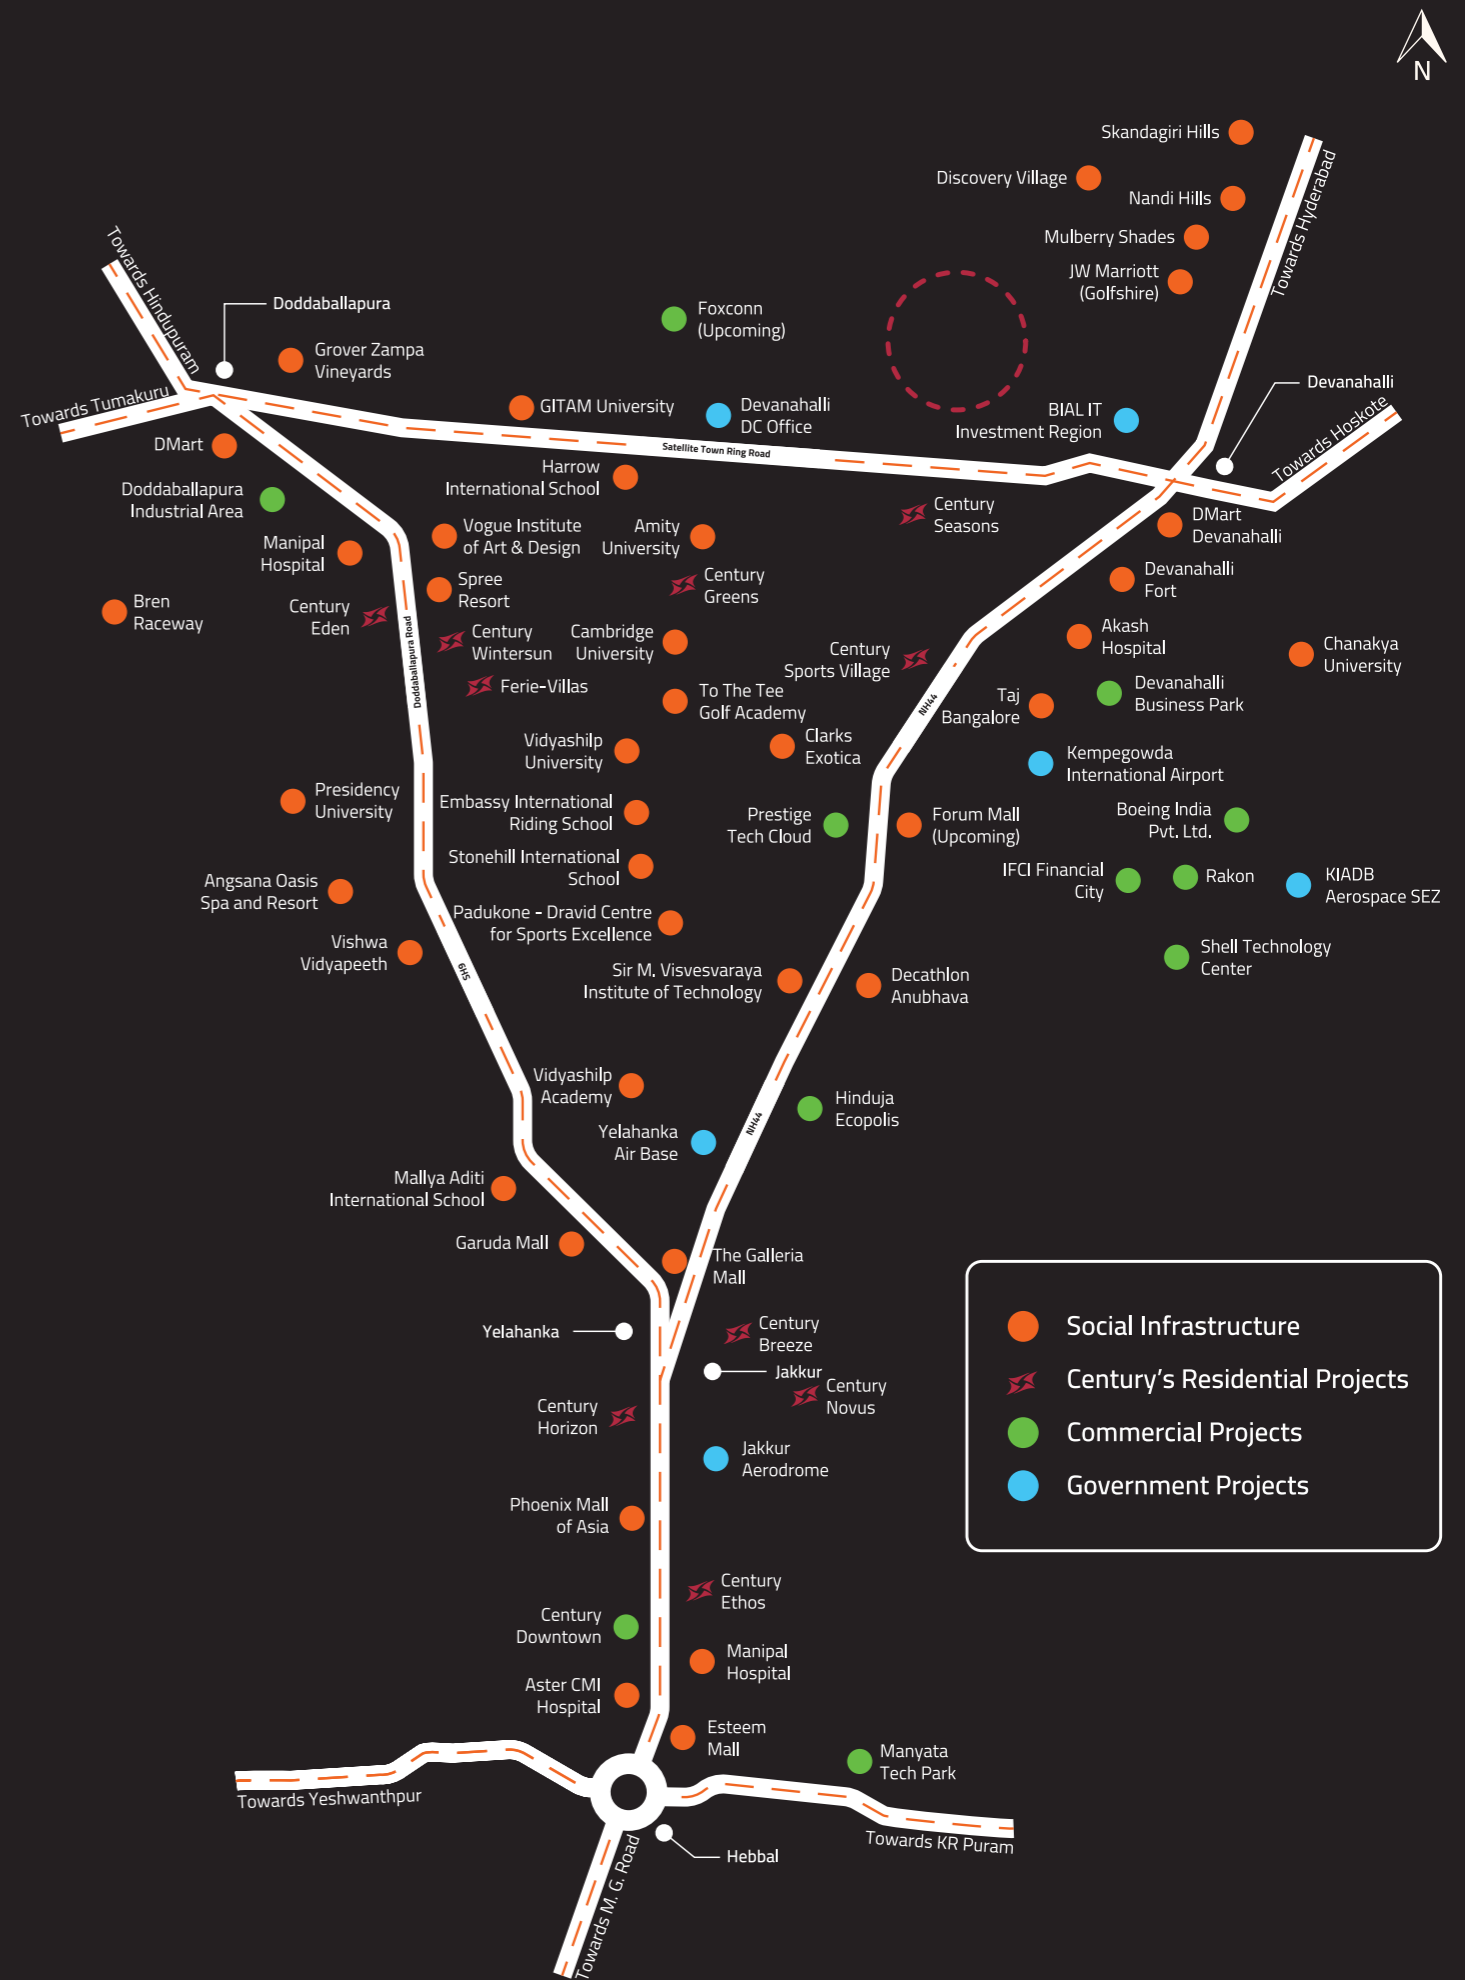 N
Skandagiri Hills
Discovery Village
Nandi Hills
Mulberry Shades
JW Marriott
(Golfshire)
Towards Hyderabad
Towards Hindupuram
Doddaballapura
Foxconn
(Upcoming)
Grover Zampa
Vineyards
Towards Tumakuru
GITAM University
Devanahalli
DC Office
BIAL IT
Investment Region
Devanahalli
Towards Hoskote
DMart
Satellite Town Ring Road
Harrow
International School
Doddaballapura
Industrial Area
Century
Seasons
DMart
Devanahalli
Vogue Institute
of Art & Design
Amity
University
Manipal
Hospital
Spree
Resort
Century
Greens
Devanahalli
Fort
Bren
Raceway
Century
Eden
Doddaballapura Road
Century
Wintersun
Cambridge
University
Century
Sports Village
Akash
Hospital
Chanakya
University
Ferie-Villas
To The Tee
Golf Academy
NH44
Taj
Bangalore
Devanahalli
Business Park
Vidyashilp
University
Clarks
Exotica
Kempegowda
International Airport
Presidency
University
Embassy International
Riding School
Prestige
Tech Cloud
Forum Mall
(Upcoming)
Boeing India
Pvt. Ltd.
Stonehill International
School
IFCI Financial
City
Rakon
KIADB
Aerospace SEZ
Angsana Oasis
Spa and Resort
Padukone - Dravid Centre
for Sports Excellence
Vishwa
Vidyapeeth
SH9
Sir M. Visvesvaraya
Institute of Technology
Decathlon
Anubhava
Shell Technology
Center
Vidyashilp
Academy
Hinduja
Ecopolis
NH44
Yelahanka
Air Base
Mallya Aditi
International School
Garuda Mall
The Galleria
Mall
Yelahanka
Century
Breeze
Jakkur
Century
Novus
Century
Horizon
Jakkur
Aerodrome
Social Infrastructure
Century's Residential Projects
Commercial Projects
Government Projects
Phoenix Mall
of Asia
Century
Ethos
Century
Downtown
Manipal
Hospital
Aster CMI
Hospital
Esteem
Mall
Manyata
Tech Park
Towards Yeshwanthpur
Towards KR Puram
Hebbal
Towards M. G. Road